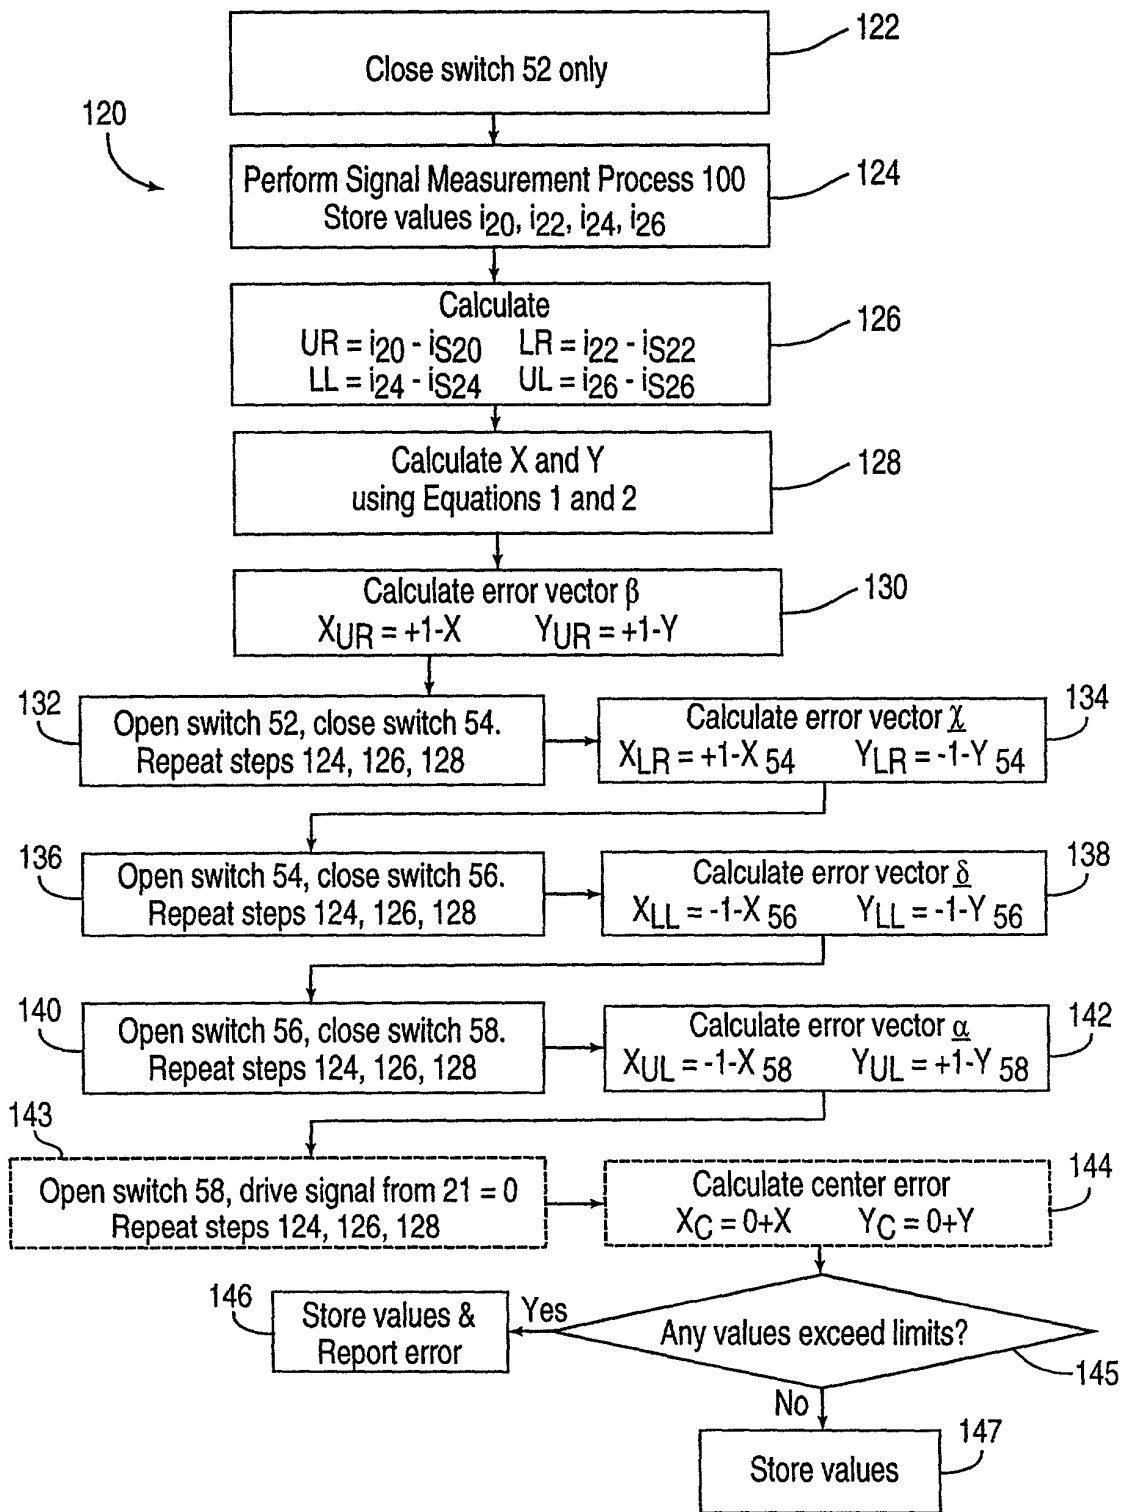 122
Close switch 52 only
120
124
Perform Signal Measurement Process 100
Store values i20, i22, i24, i26
126
Calculate
UR = i20 - iS20 LR = i22 - iS22
LL = i24 - iS24 UL = i26 - iS26
128
Calculate X and Y
using Equations 1 and 2
130
Calculate error vector β
XUR = +1-X YUR = +1-Y
132
Open switch 52, close switch 54.
Repeat steps 124, 126, 128
134
Calculate error vector χ
XLR = +1-X 54 YLR = -1-Y 54
136
Open switch 54, close switch 56.
Repeat steps 124, 126, 128
138
Calculate error vector δ
XLL = -1-X 56 YLL = -1-Y 56
140
Open switch 56, close switch 58.
Repeat steps 124, 126, 128
142
Calculate error vector α
XUL = -1-X 58 YUL = +1-Y 58
143
Open switch 58, drive signal from 21 = 0
Repeat steps 124, 126, 128
144
Calculate center error
XC = 0+X YC = 0+Y
146
Store values &
Report error
Yes
Any values exceed limits?
145
No
147
Store values